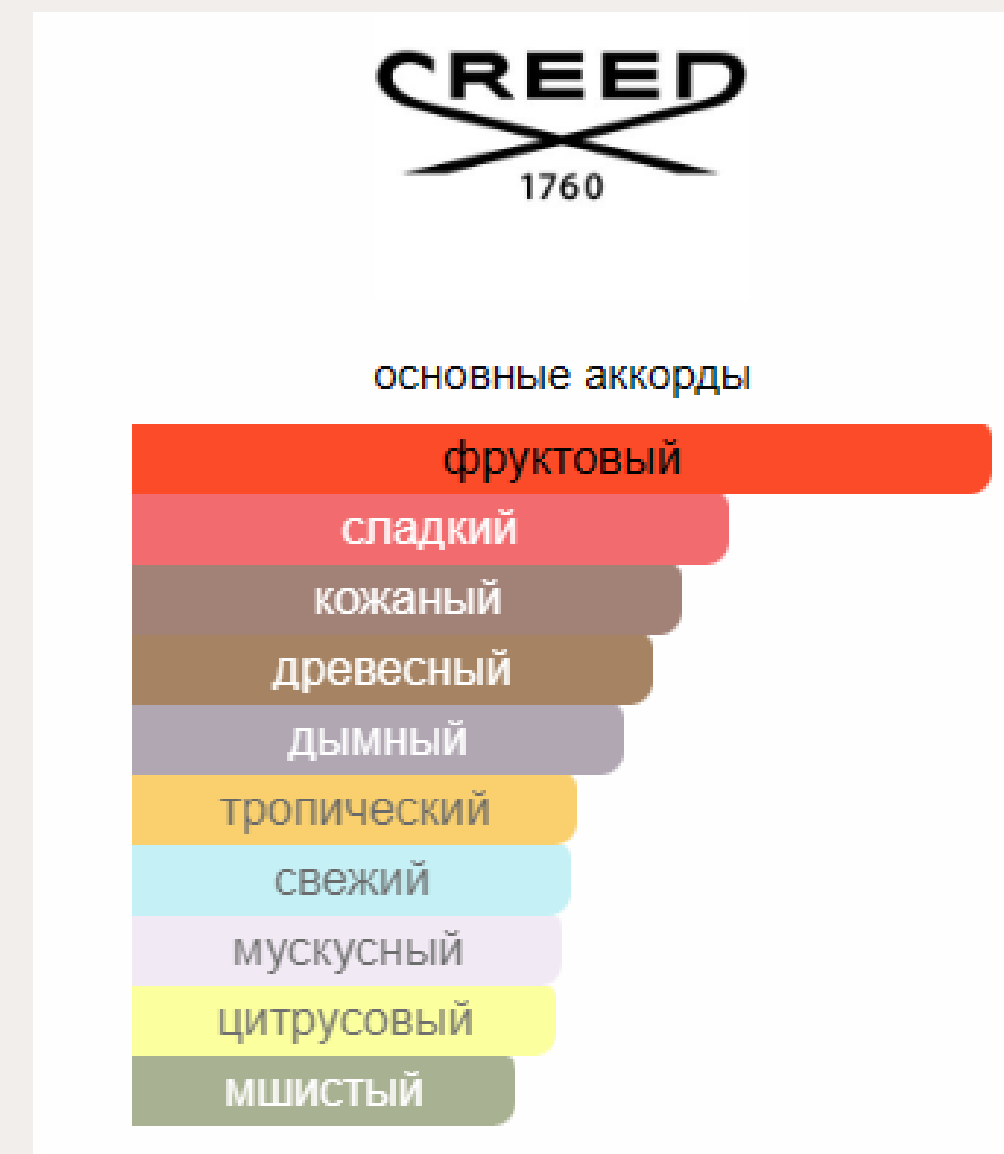 CREED
1760
основные аккорды
фруктовый
сладкий
кожаный
древесный
дымный
тропический
свежий
мускусный
цитрусовый
мшистый